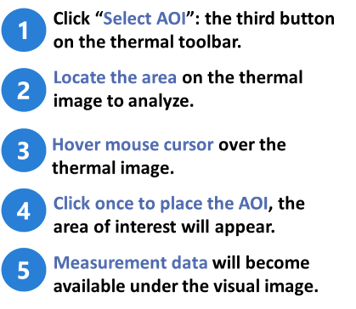 1 Click “Select AOI”: the third button
on the thermal toolbar.
2 Locate the area on the thermal
image to analyze.
3 Hover mouse cursor over the
thermal image.
4 Click once to place the AOI, the
area of interest will appear.
5 Measurement data will become
available under the visual image.